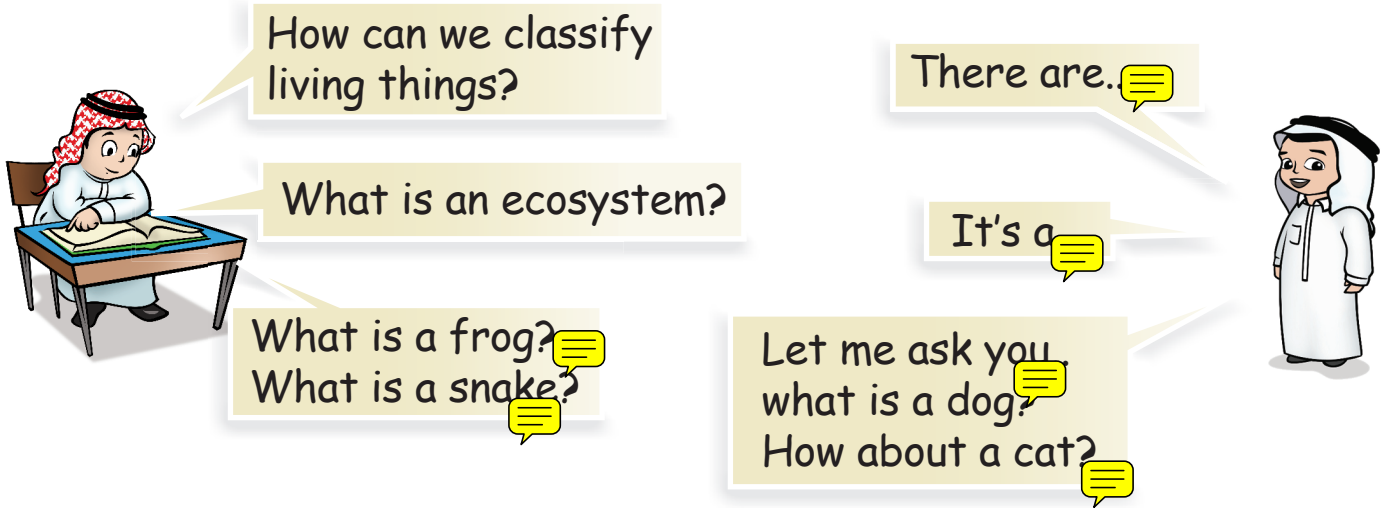 How can we classify
living things?
There are..
What is an ecosystem?
It's a
What is a frog?
What is a snake?
Let me ask you .
what is a dog?
How about a cat?